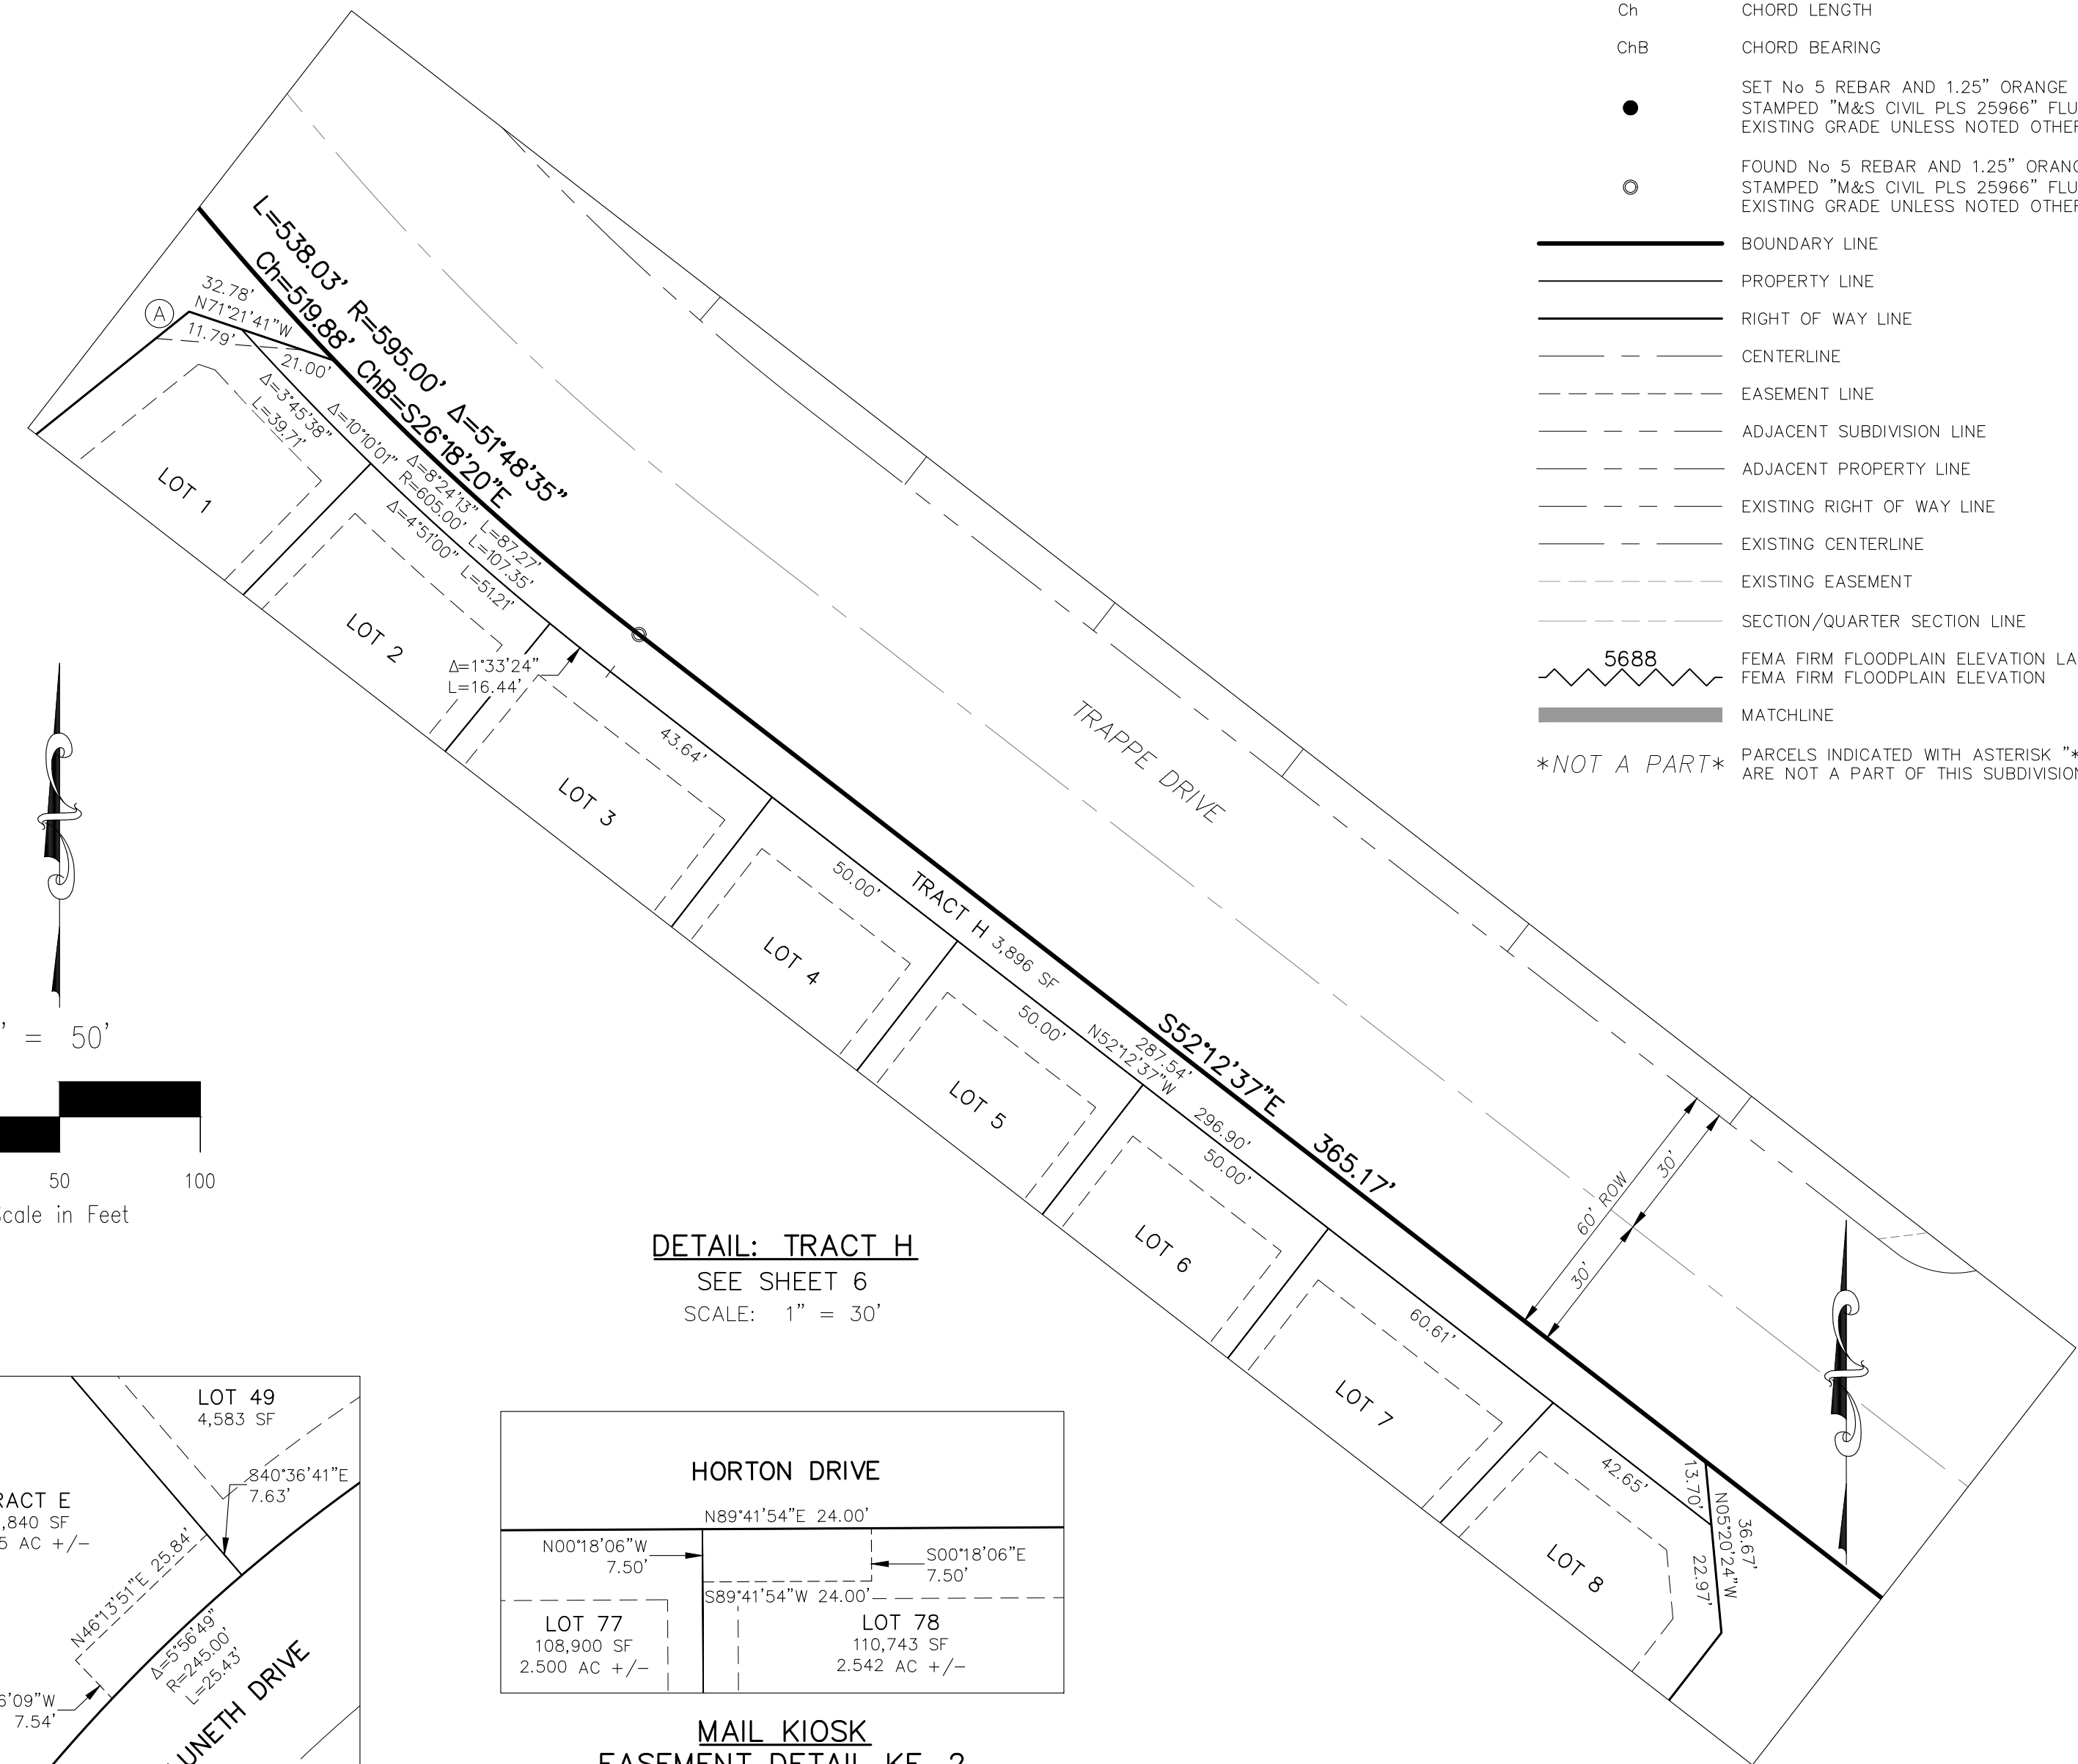 Ch CHORD LENGTH
ChB CHORD BEARING
SET No 5 REBAR AND 1.25" ORANGE
STAMPED "M&S CIVIL PLS 25966"
EXISTING GRADE UNLESS NOTED
FOUND No 5 REBAR AND 1.25"
STAMPED "M&S CIVIL PLS 25966"
EXISTING GRADE UNLESS NOTED
BOUNDARY LINE
PROPERTY LINE
RIGHT OF WAY LINE
CENTERLINE
EASEMENT LINE
ADJACENT SUBDIVISION LINE
ADJACENT PROPERTY LINE
EXISTING RIGHT OF WAY LINE
EXISTING CENTERLINE
EXISTING EASEMENT
SECTION/QUARTER SECTION LINE
5688
FEMA FIRM FLOODPLAIN ELEVATION
FEMA FIRM FLOODPLAIN ELEVATION
MATCHLINE
*NOT A PART*
PARCELS INDICATED WITH ASTERISK "*
ARE NOT A PART OF THIS SUBDIVISION
L=538.03' R=595.00' Δ=51°48'35"
Ch=519.88' ChB=S26°18'20"E
32.78'
N71°21'41"W
A
11.79'
21.00'
Δ=3°45'38"
L=39.71'
Δ=8°24'13" L=87.27'
Δ=10°10'01" R=605.00' L=107.35'
Δ=4°51'00" L=51.21'
Δ=1°33'24"
L=16.44'
LOT 1
LOT 2
LOT 3
LOT 4
LOT 5
LOT 6
LOT 7
LOT 8
43.64'
50.00'
50.00'
50.00'
60.61'
42.65'
TRAPPE DRIVE
TRACT H 3,896 SF
287.54'
N52°12'37"W
296.90'
S52°12'37"E 365.17'
60' ROW
30'
30'
13.70'
36.67'
N05°20'24"W
22.97'
' = 50'
50 100
Scale in Feet
DETAIL: TRACT H
SEE SHEET 6
SCALE: 1" = 30'
LOT 49
4,583 SF
S40°36'41"E
7.63'
RACT E
,840 SF
5 AC +/-
N46°13'51"E 25.84'
Δ=5°56'49"
R=245.00'
L=25.43'
6'09"W
7.54'
UNETH DRIVE
HORTON DRIVE
N89°41'54"E 24.00'
N00°18'06"W
7.50'
S00°18'06"E
7.50'
S89°41'54"W 24.00'
LOT 77
108,900 SF
2.500 AC +/-
LOT 78
110,743 SF
2.542 AC +/-
MAIL KIOSK
EASEMENT DETAIL KE-2